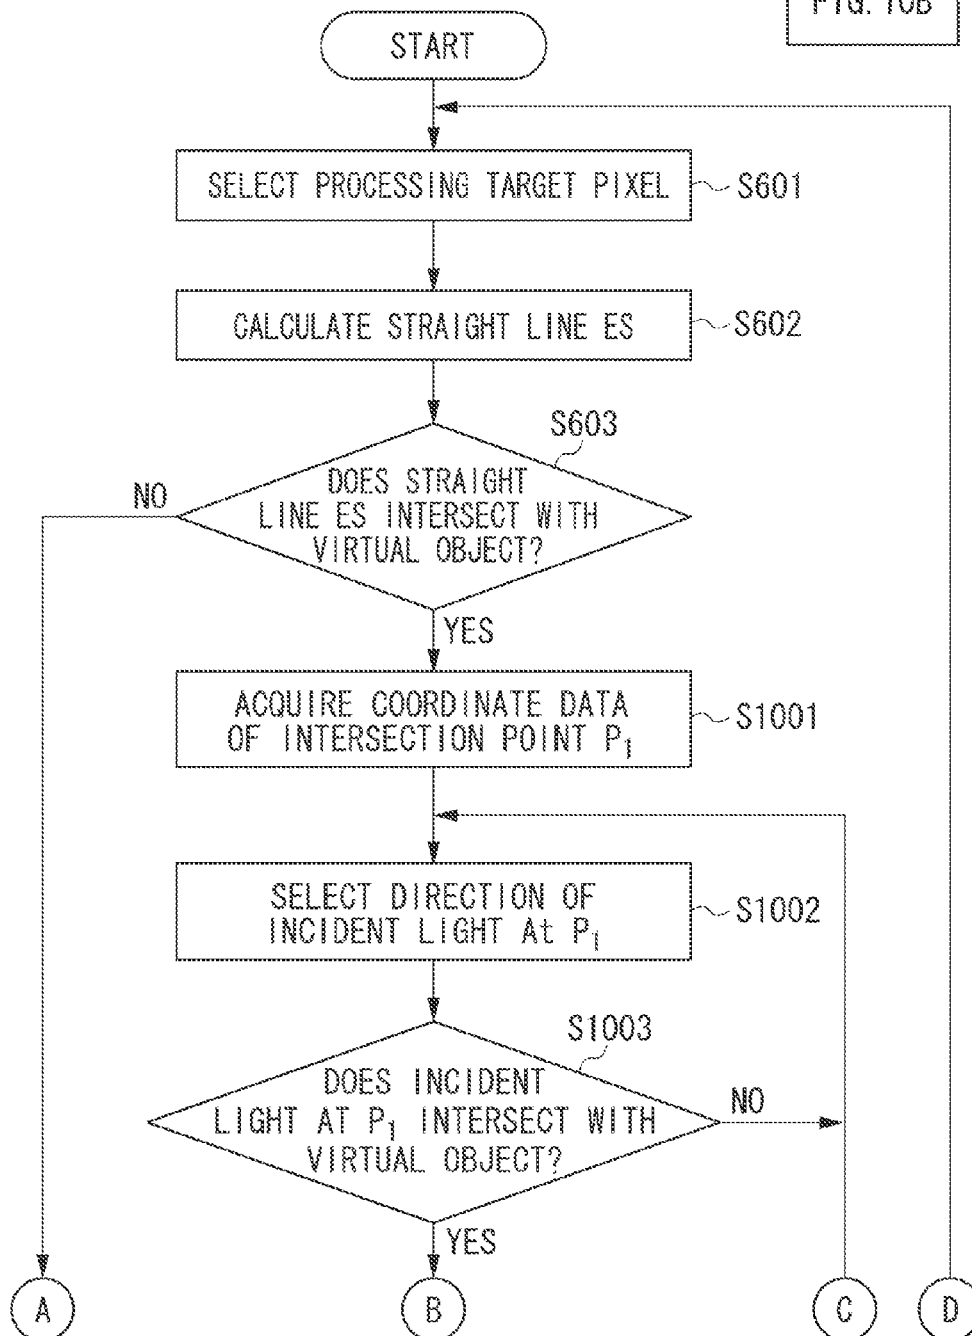 FIG. 10B
START
SELECT PROCESSING TARGET PIXEL
S601
CALCULATE STRAIGHT LINE ES
S602
S603
DOES STRAIGHT
LINE ES INTERSECT WITH
VIRTUAL OBJECT?
NO
YES
ACQUIRE COORDINATE DATA
OF INTERSECTION POINT P₁
S1001
SELECT DIRECTION OF
INCIDENT LIGHT At P₁
S1002
S1003
DOES INCIDENT
LIGHT AT P₁ INTERSECT WITH
VIRTUAL OBJECT?
NO
YES
A
B
C
D